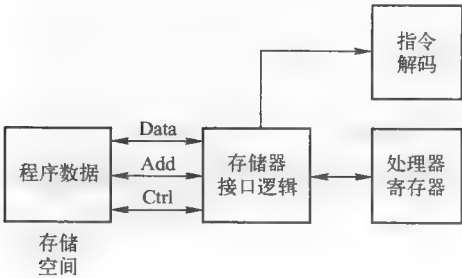 指令
解码
程序数据
Data
Add
Ctrl
存储器
接口逻辑
处理器
寄存器
存储
空间